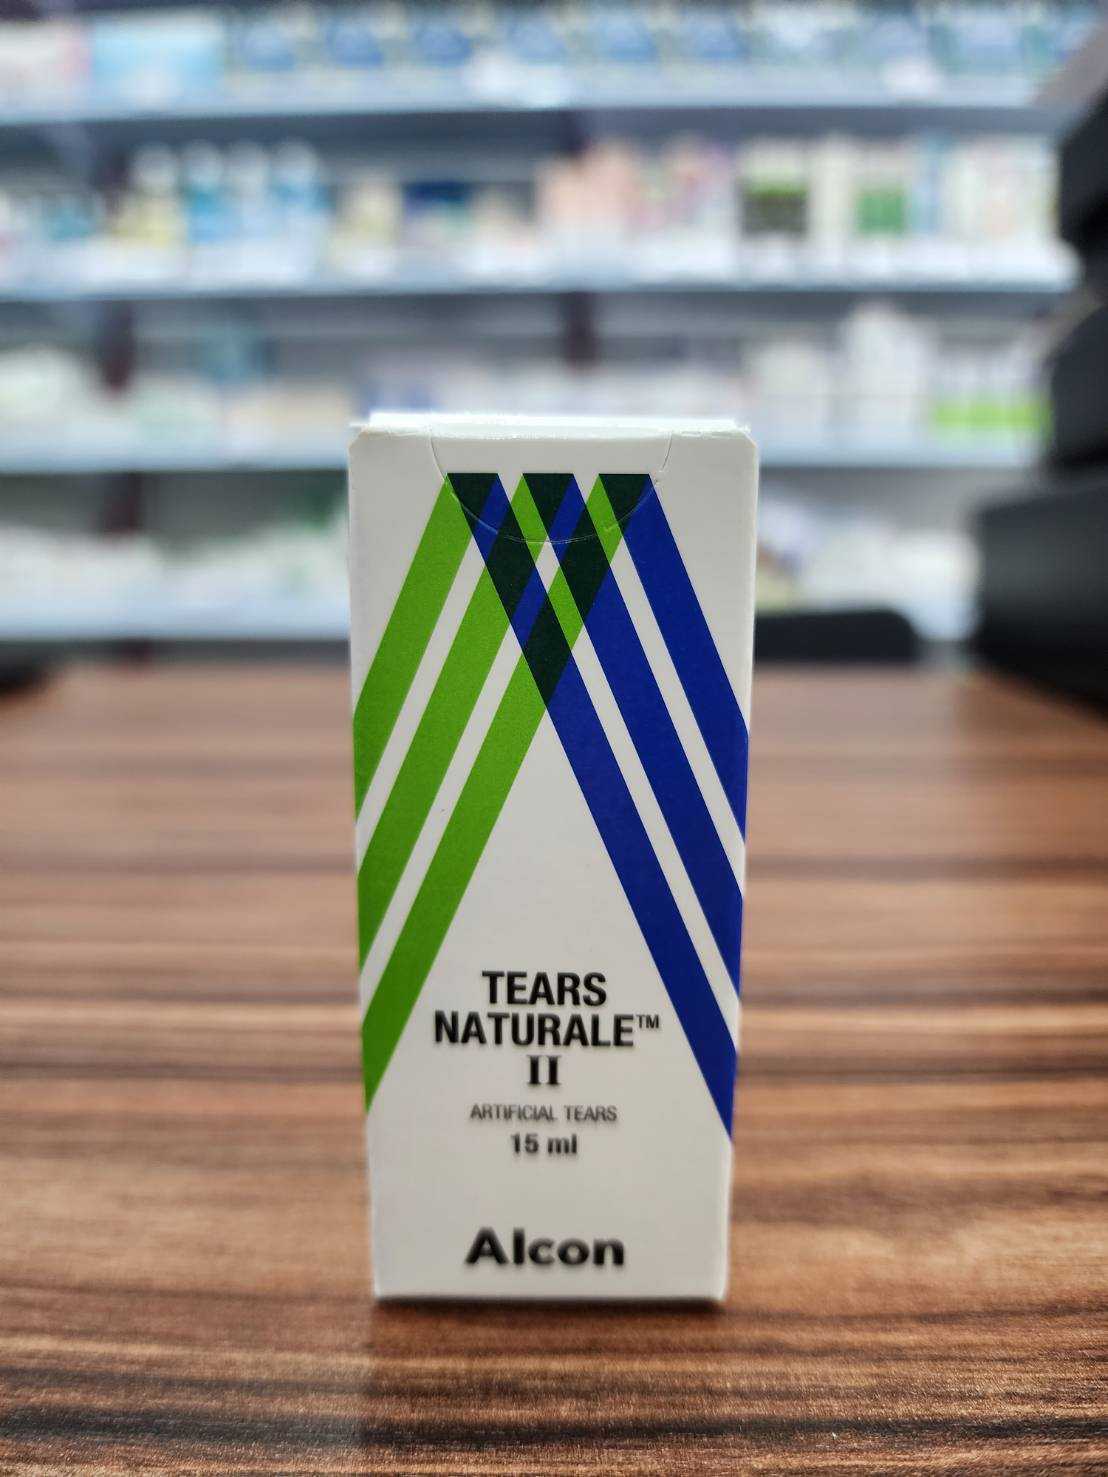 TEARS
NATURALE™
II
ARTIFICIAL TEARS
15 ml
Alcon